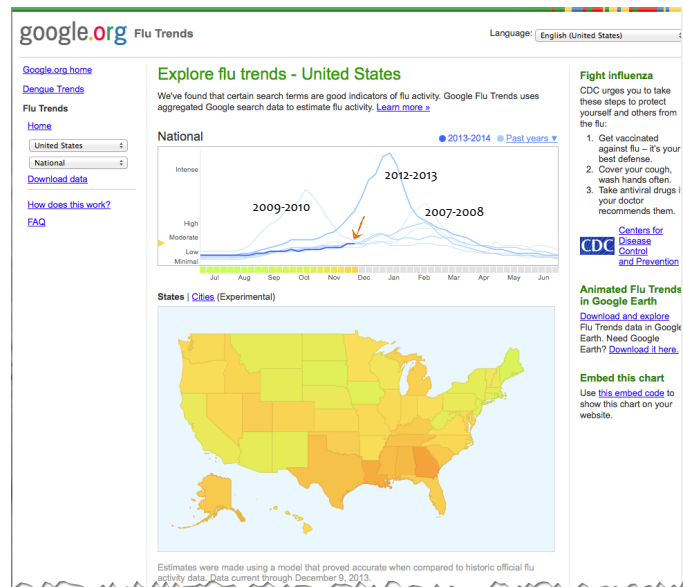 google.org Flu Trends
Language: English (United States)
Google.org home
Dengue Trends
Flu Trends
Home
United States
National
Download data
How does this work?
FAQ
Explore flu trends - United States
We've found that certain search terms are good indicators of flu activity. Google Flu Trends uses
aggregated Google search data to estimate flu activity. Learn more »
National
2013-2014 Past years ▼
Intense
High
Moderate
Low
Minimal
2009-2010
2012-2013
2007-2008
Jul Aug Sep Oct Nov Dec Jan Feb Mar Apr May Jun
States | Cities (Experimental)
Estimates were made using a model that proved accurate when compared to historic official flu
activity data. Data current through December 9, 2013.
Fight influenza
CDC urges you to take
these steps to protect
yourself and others from
the flu:
1. Get vaccinated
against flu – it's your
best defense.
2. Cover your cough,
wash hands often.
3. Take antiviral drugs
your doctor
recommends them.
CDC
Centers for
Disease
Control
and Prevention
Animated Flu Trends
in Google Earth
Download and explore
Flu Trends data in Google
Earth. Need Google
Earth? Download it here.
Embed this chart
Use this embed code to
show this chart on your
website.